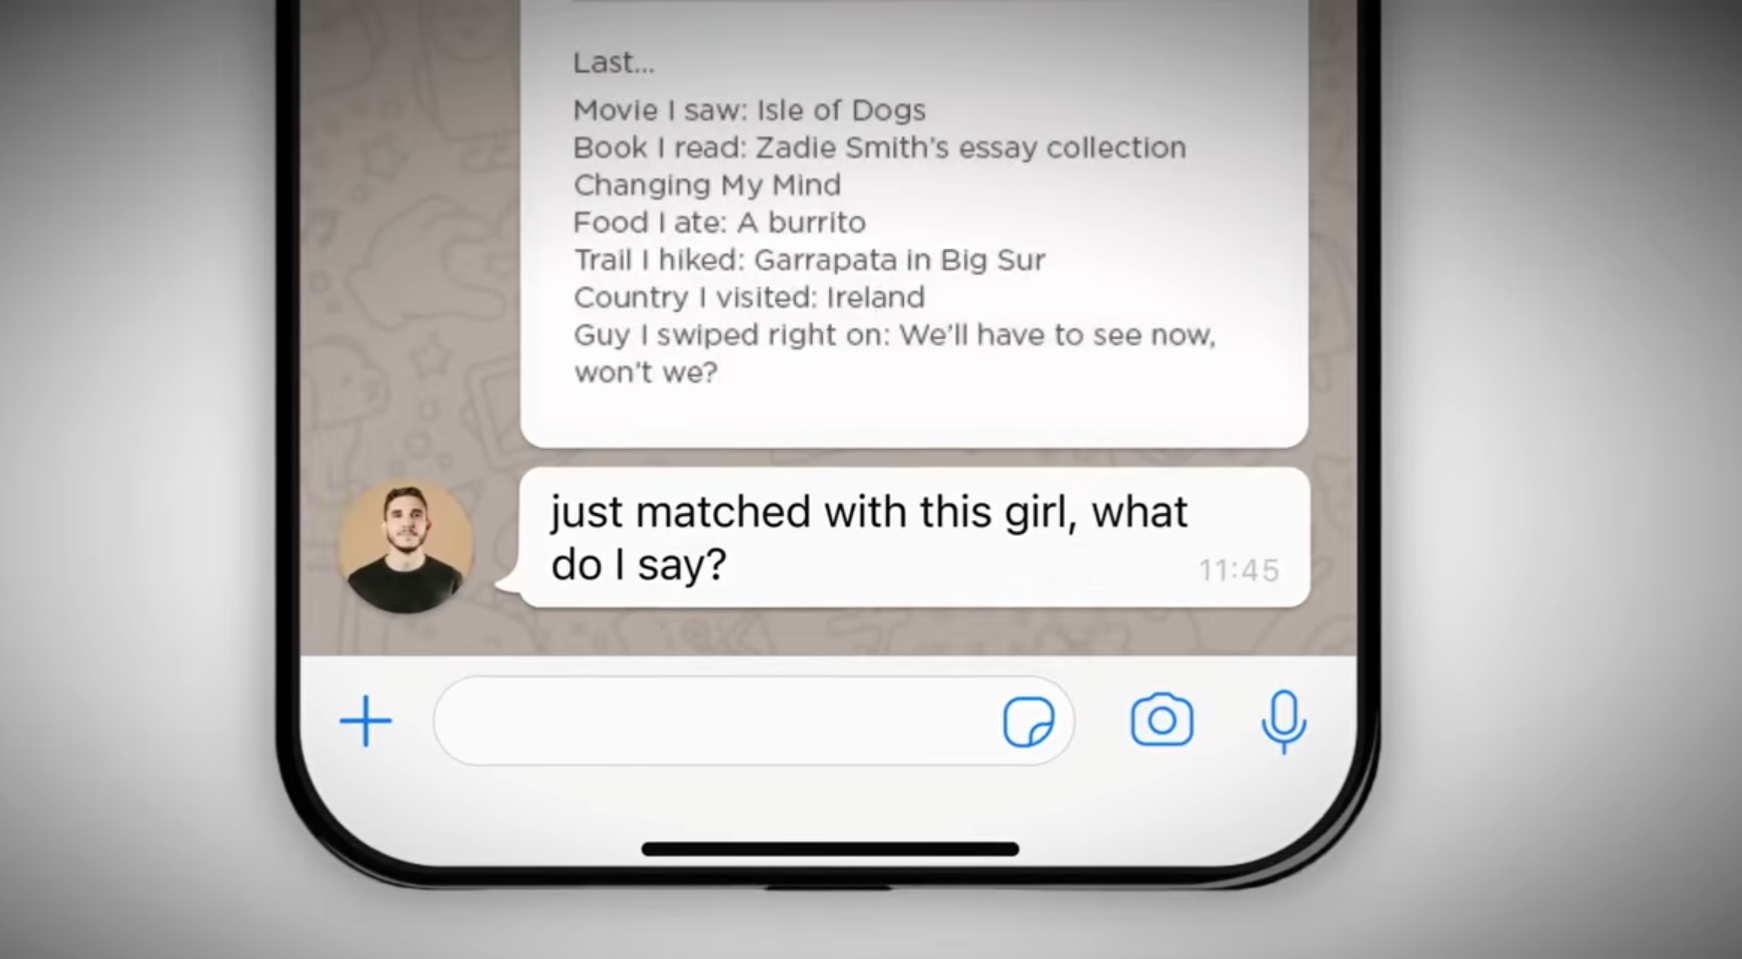 Last...
Movie I saw: Isle of Dogs
Book I read: Zadie Smith's essay collection
Changing My Mind
Food I ate: A burrito
Trail I hiked: Garrapata in Big Sur
Country I visited: Ireland
Guy I swiped right on: We'll have to see now,
won't we?
just matched with this girl, what
do I say?
11:45